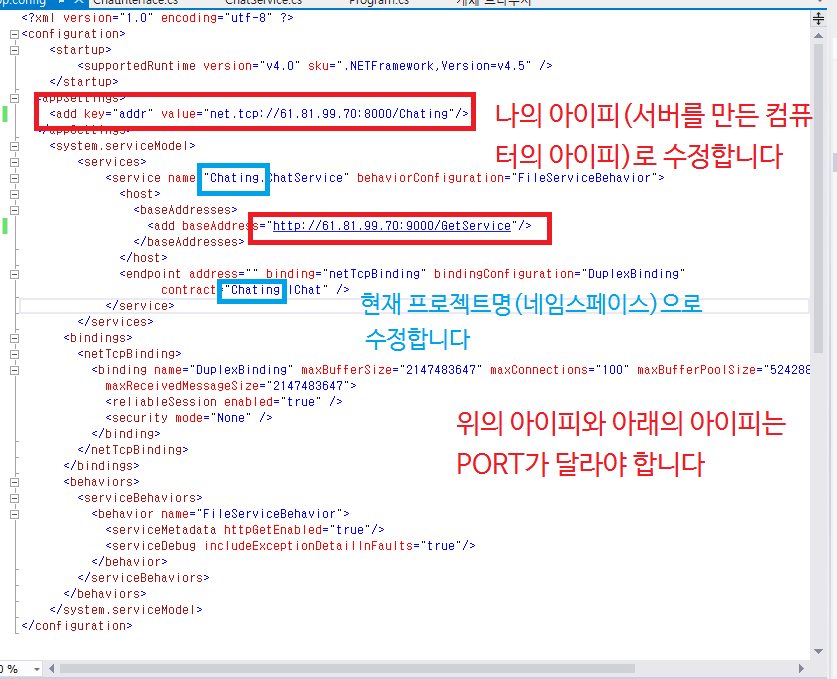 pp.config ChatInterface.cs ChatService.cs Program.cs 개체 브라우저
<?xml version="1.0" encoding="utf-8" ?>
<configuration>
<startup>
<supportedRuntime version="v4.0" sku=".NETFramework,Version=v4.5" />
</startup>
<appSettings>
<add key="addr" value="net.tcp://61.81.99.70:8000/Chating"/>
나의 아이피(서버를 만든 컴퓨
</appSettings>
터의 아이피)로 수정합니다
<system.serviceModel>
<services>
<service name="Chating.ChatService" behaviorConfiguration="FileServiceBehavior">
<host>
<baseAddresses>
<add baseAddress="http://61.81.99.70:9000/GetService"/>
</baseAddresses>
</host>
<endpoint address="" binding="netTcpBinding" bindingConfiguration="DuplexBinding"
contract="Chating.IChat" />
현재 프로젝트명(네임스페이스)으로
</service>
수정합니다
</services>
<bindings>
<netTcpBinding>
<binding name="DuplexBinding" maxBufferSize="2147483647" maxConnections="100" maxBufferPoolSize="524288
maxReceivedMessageSize="2147483647">
<reliableSession enabled="true" />
<security mode="None" />
위의 아이피와 아래의 아이피는
</binding>
</netTcpBinding>
PORT가 달라야 합니다
</bindings>
<behaviors>
<serviceBehaviors>
<behavior name="FileServiceBehavior">
<serviceMetadata httpGetEnabled="true"/>
<serviceDebug includeExceptionDetailInFaults="true"/>
</behavior>
</serviceBehaviors>
</behaviors>
</system.serviceModel>
</configuration>
0 %